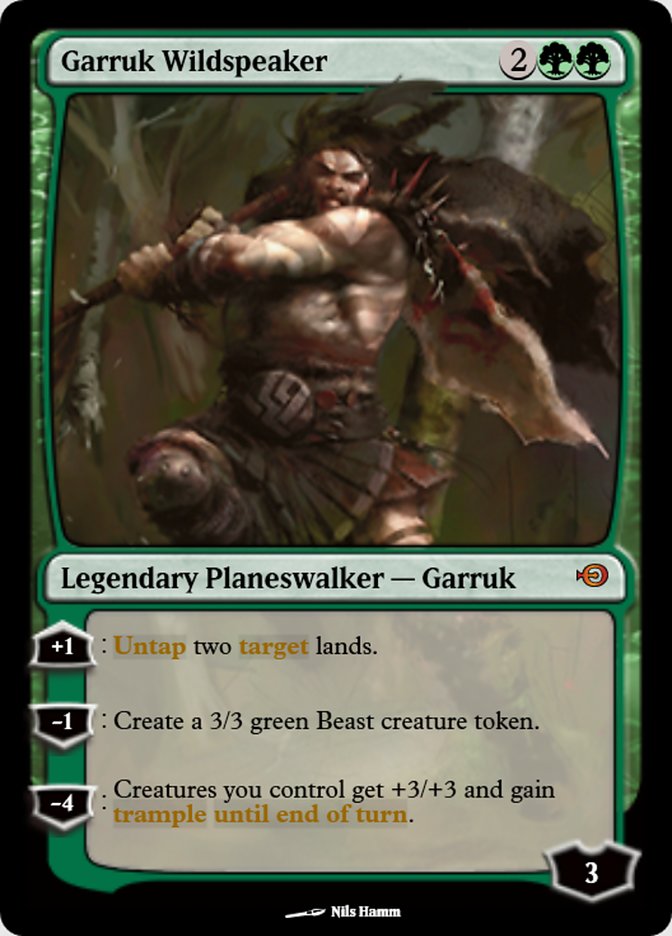 Garruk Wildspeaker 2
Legendary Planeswalker — Garruk
+1 : Untap two target lands.
−1 : Create a 3/3 green Beast creature token.
−4 : Creatures you control get +3/+3 and gain
trample until end of turn.
3
Nils Hamm